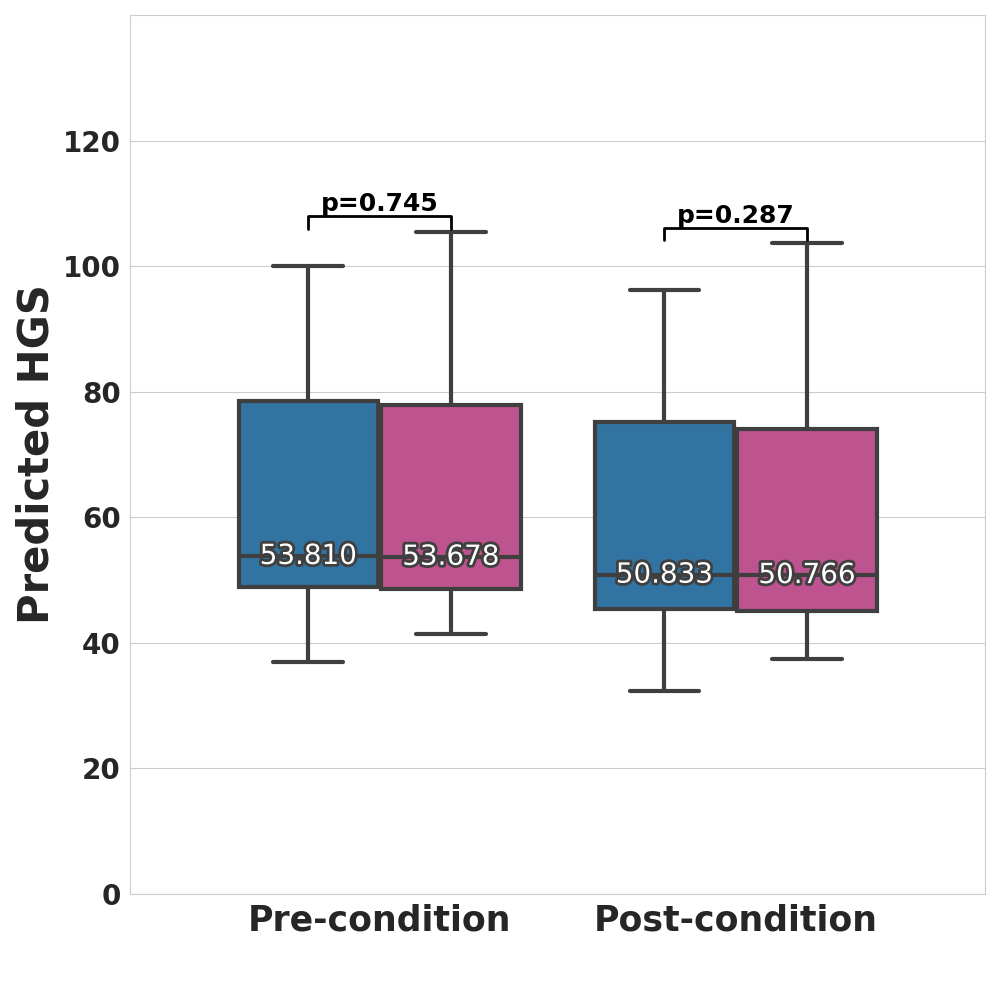 Predicted HGS
120
100
80
60
40
20
0
p=0.745
p=0.287
53.810
53.678
50.833
50.766
Pre-condition
Post-condition